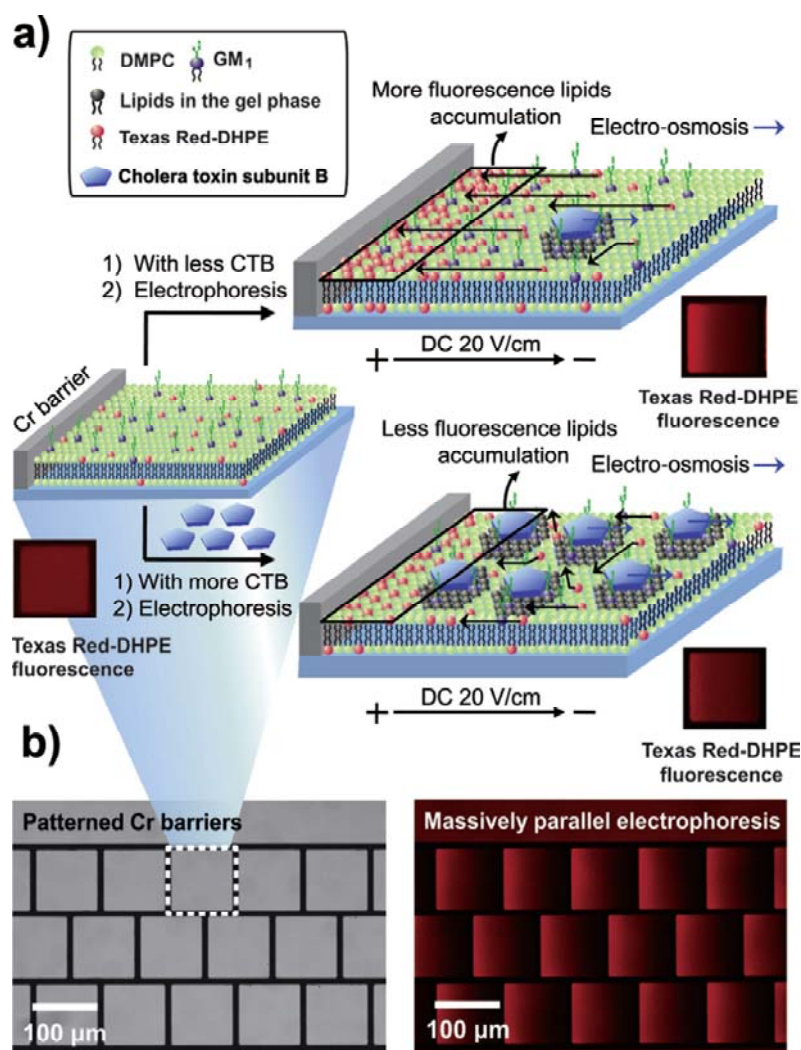 a)
DMPC
GM1
Lipids in the gel phase
Texas Red-DHPE
Cholera toxin subunit B
More fluorescence lipids
accumulation
Electro-osmosis
1) With less CTB
2) Electrophoresis
+ DC 20 V/cm −
Texas Red-DHPE
fluorescence
Cr barrier
Less fluorescence lipids
accumulation
Electro-osmosis
1) With more CTB
2) Electrophoresis
Texas Red-DHPE
fluorescence
+ DC 20 V/cm −
Texas Red-DHPE
fluorescence
b)
Patterned Cr barriers
100 µm
Massively parallel electrophoresis
100 µm